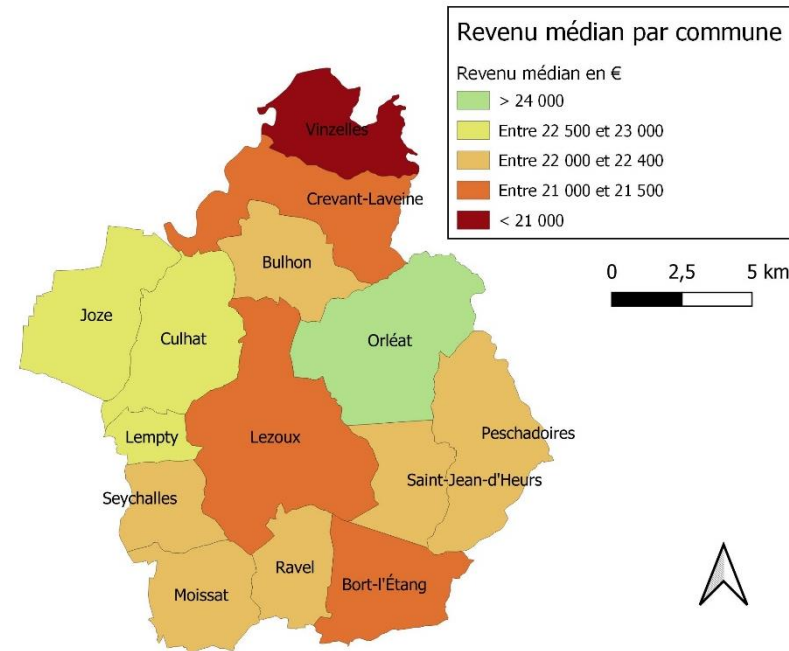 Revenu médian par commune
Revenu médian en €
> 24 000
Entre 22 500 et 23 000
Entre 22 000 et 22 400
Entre 21 000 et 21 500
< 21 000
0 2,5 5 km
Vinzelles
Crevant-Laveine
Bulhon
Joze
Culhat
Orléat
Lempty
Lezoux
Peschadoires
Saint-Jean-d'Heurs
Seychalles
Ravel
Moissat
Bort-l'Étang